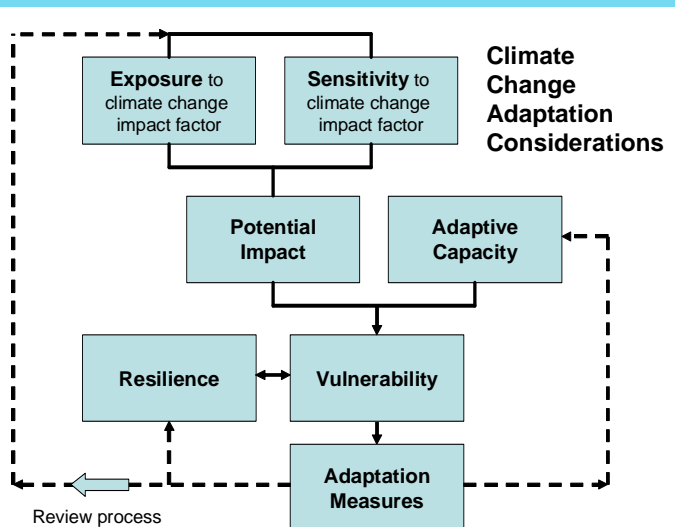 Climate
Change
Adaptation
Considerations
Exposure to
climate change
impact factor
Sensitivity to
climate change
impact factor
Potential
Impact
Adaptive
Capacity
Resilience
Vulnerability
Adaptation
Measures
Review process